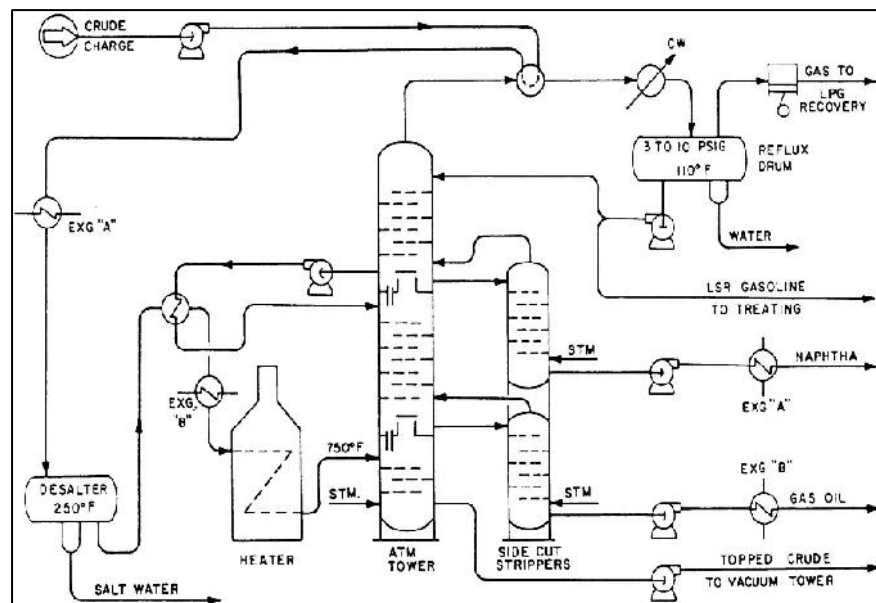 CRUDE
CHARGE
CW
GAS TO
LPG
RECOVERY
3 TO 10 PSIG
110°F
REFLUX
DRUM
EXG "A"
WATER
LSR GASOLINE
TO TREATING
STM
NAPHTHA
EXG "A"
EXG.
"B"
750°F
EXG "B"
DESALTER
250°F
STM.
STM
GAS OIL
HEATER
ATM
TOWER
SIDE CUT
STRIPPERS
TOPPED CRUDE
TO VACUUM TOWER
SALT WATER